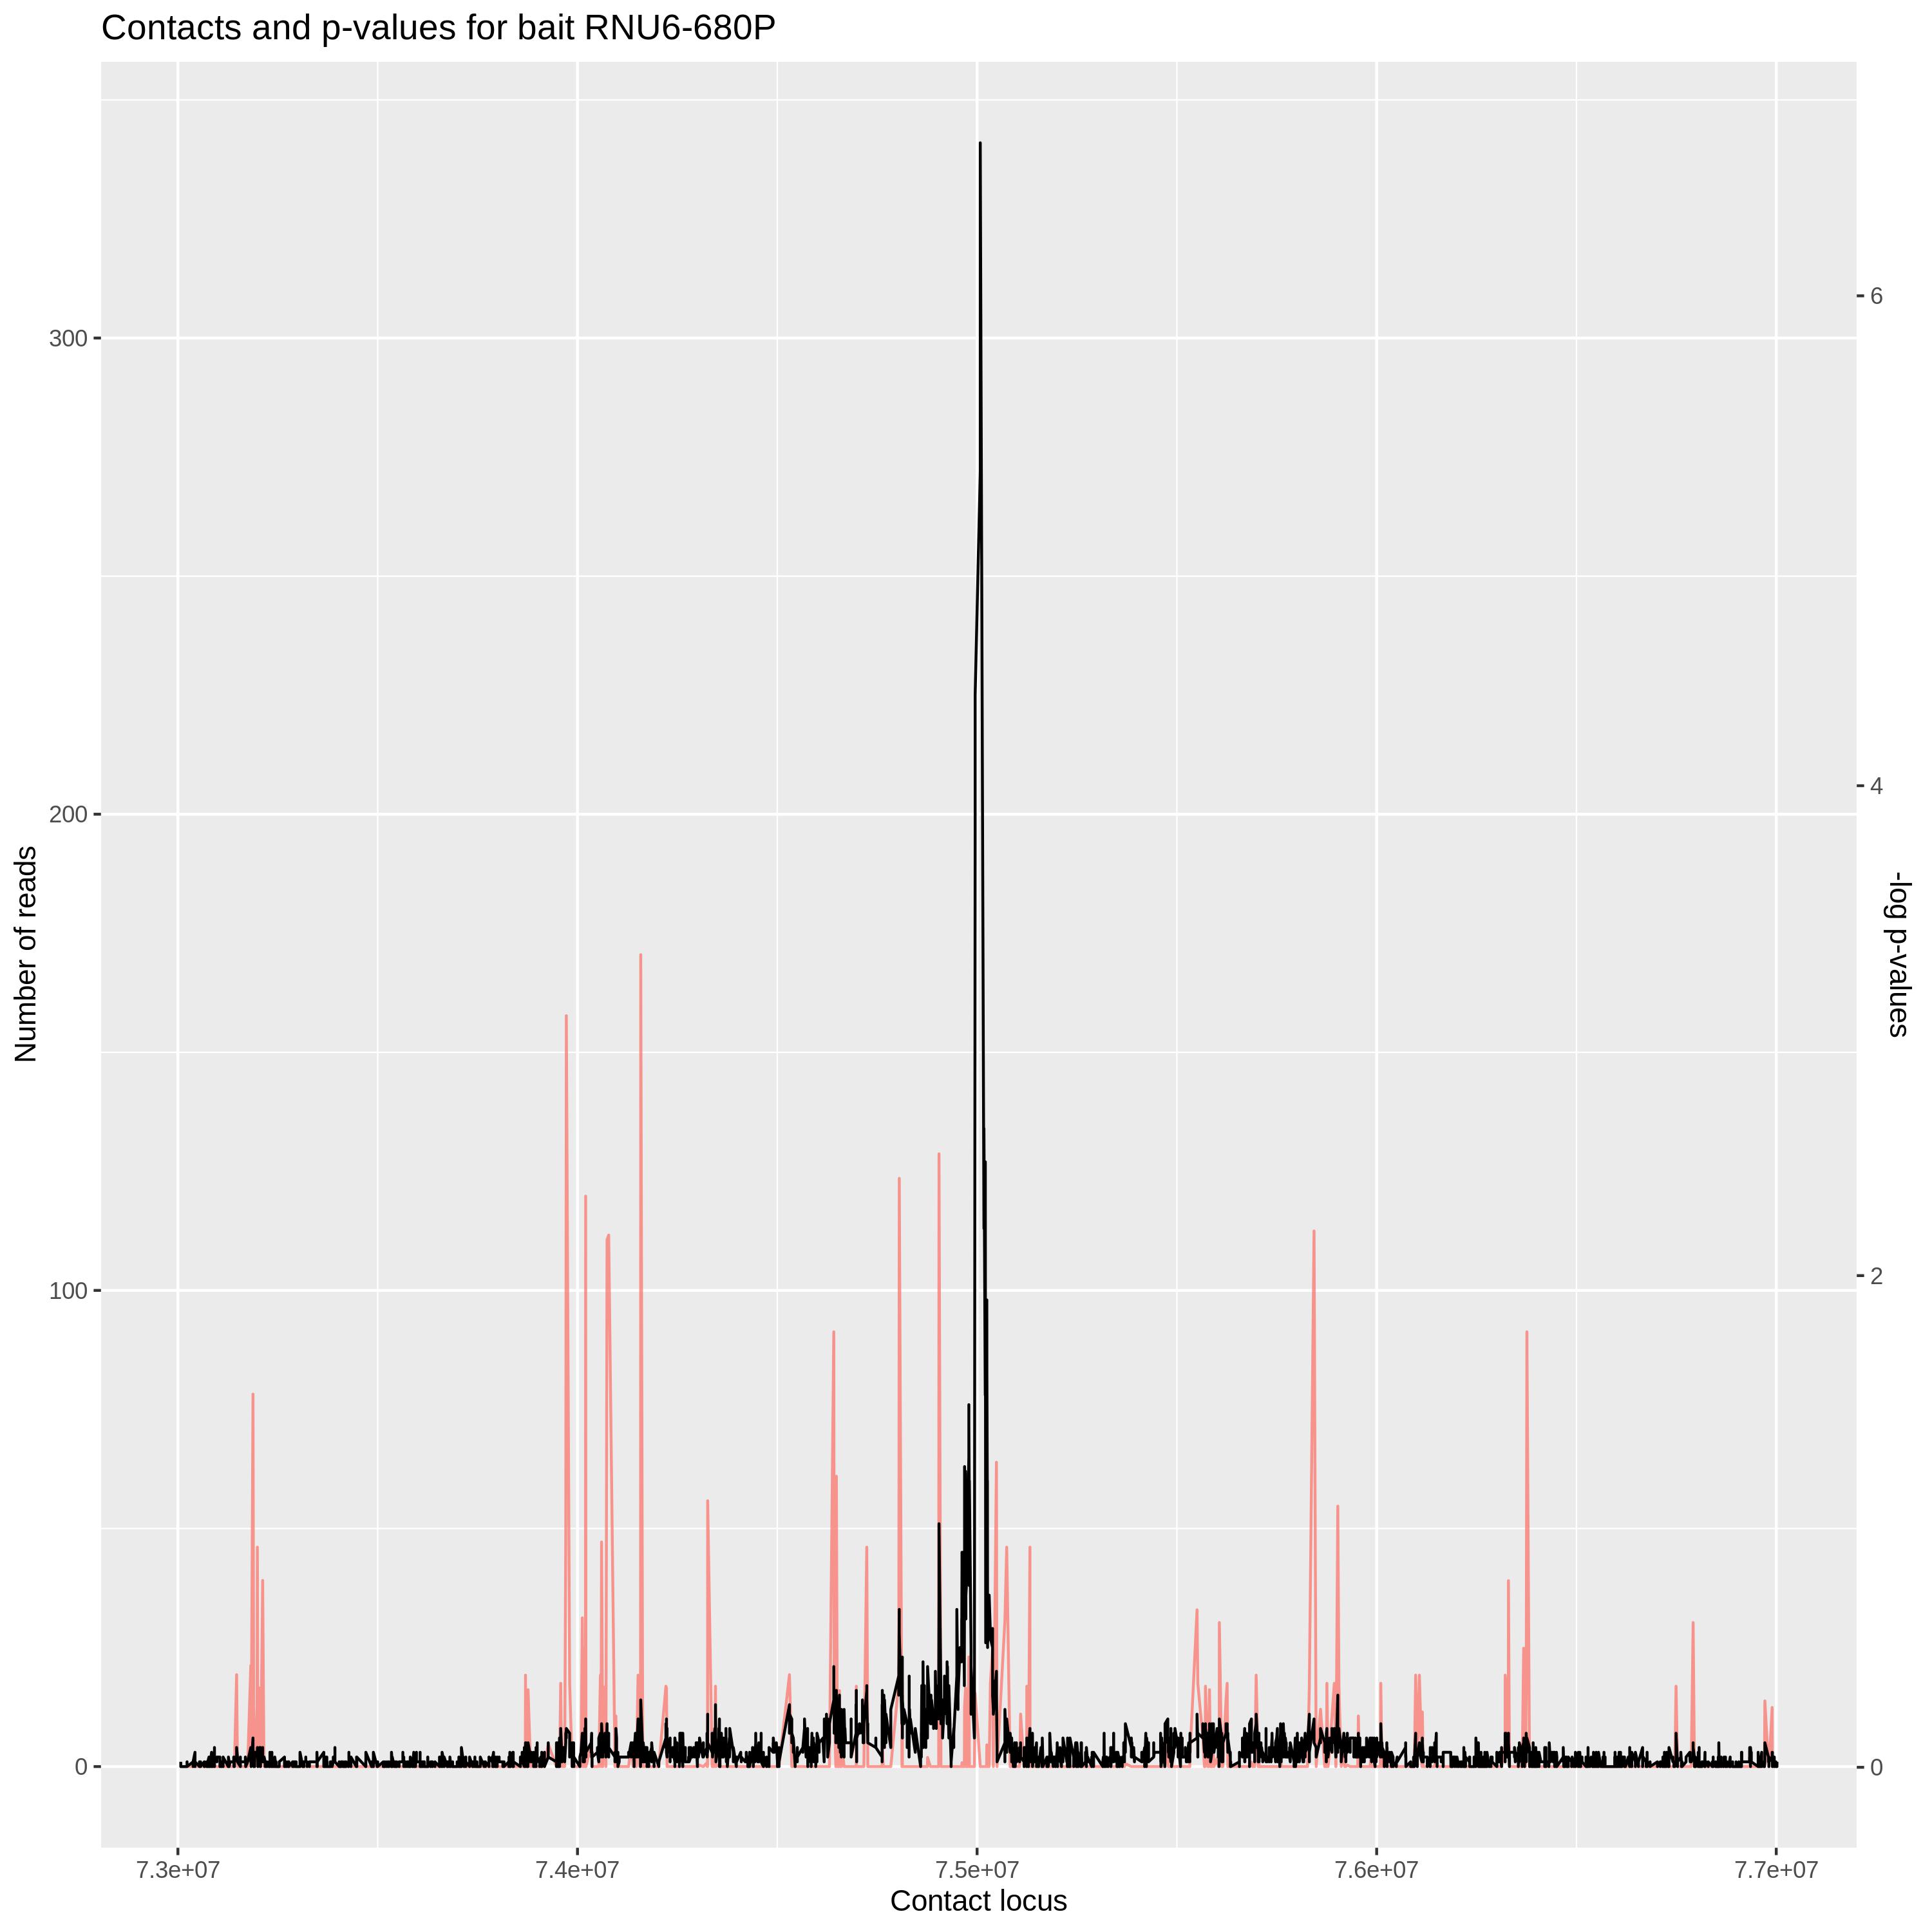 Contacts and p-values for bait RNU6-680P
300
200
100
0
Number of reads
6
4
2
0
-log p-values
7.3e+07 7.4e+07 7.5e+07 7.6e+07 7.7e+07
Contact locus